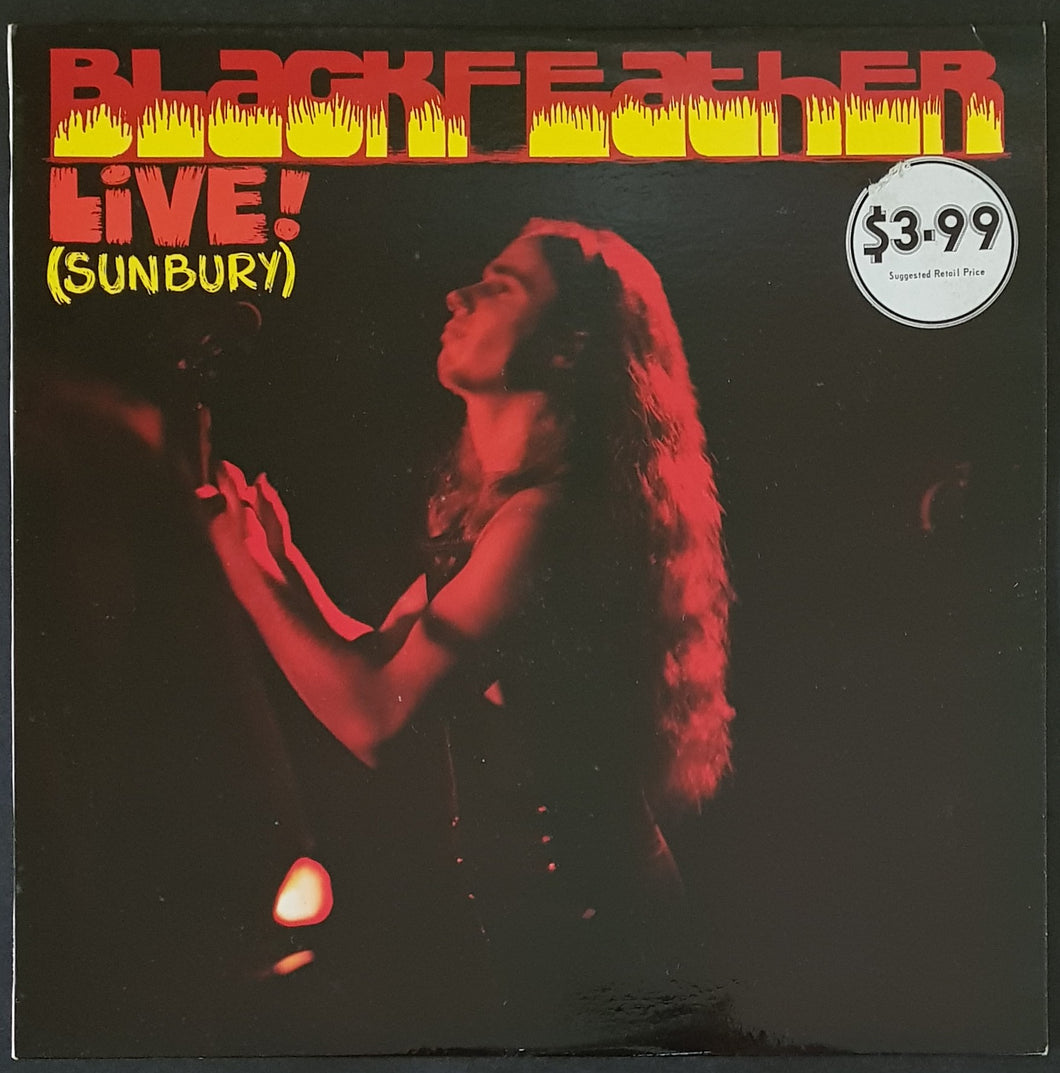 BLacKFEatHER
LiVE!
(SUNBURY)
$3.99
Suggested Retail Price